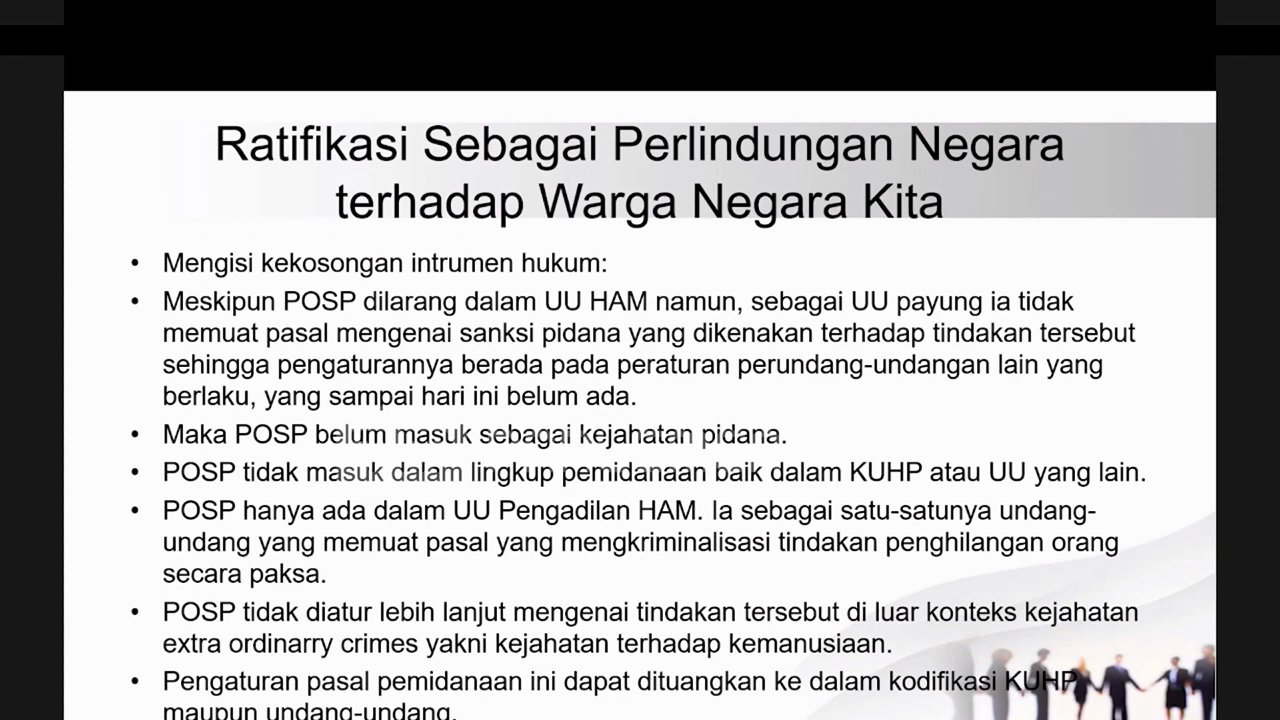 Ratifikasi Sebagai Perlindungan Negara
terhadap Warga Negara Kita
• Mengisi kekosongan intrumen hukum:
• Meskipun POSP dilarang dalam UU HAM namun, sebagai UU payung ia tidak
memuat pasal mengenai sanksi pidana yang dikenakan terhadap tindakan tersebut
sehingga pengaturannya berada pada peraturan perundang-undangan lain yang
berlaku, yang sampai hari ini belum ada.
• Maka POSP belum masuk sebagai kejahatan pidana.
• POSP tidak masuk dalam lingkup pemidanaan baik dalam KUHP atau UU yang lain.
• POSP hanya ada dalam UU Pengadilan HAM. Ia sebagai satu-satunya undang-
undang yang memuat pasal yang mengkriminalisasi tindakan penghilangan orang
secara paksa.
• POSP tidak diatur lebih lanjut mengenai tindakan tersebut di luar konteks kejahatan
extra ordinarry crimes yakni kejahatan terhadap kemanusiaan.
• Pengaturan pasal pemidanaan ini dapat dituangkan ke dalam kodifikasi KUHP
maupun undang-undang.